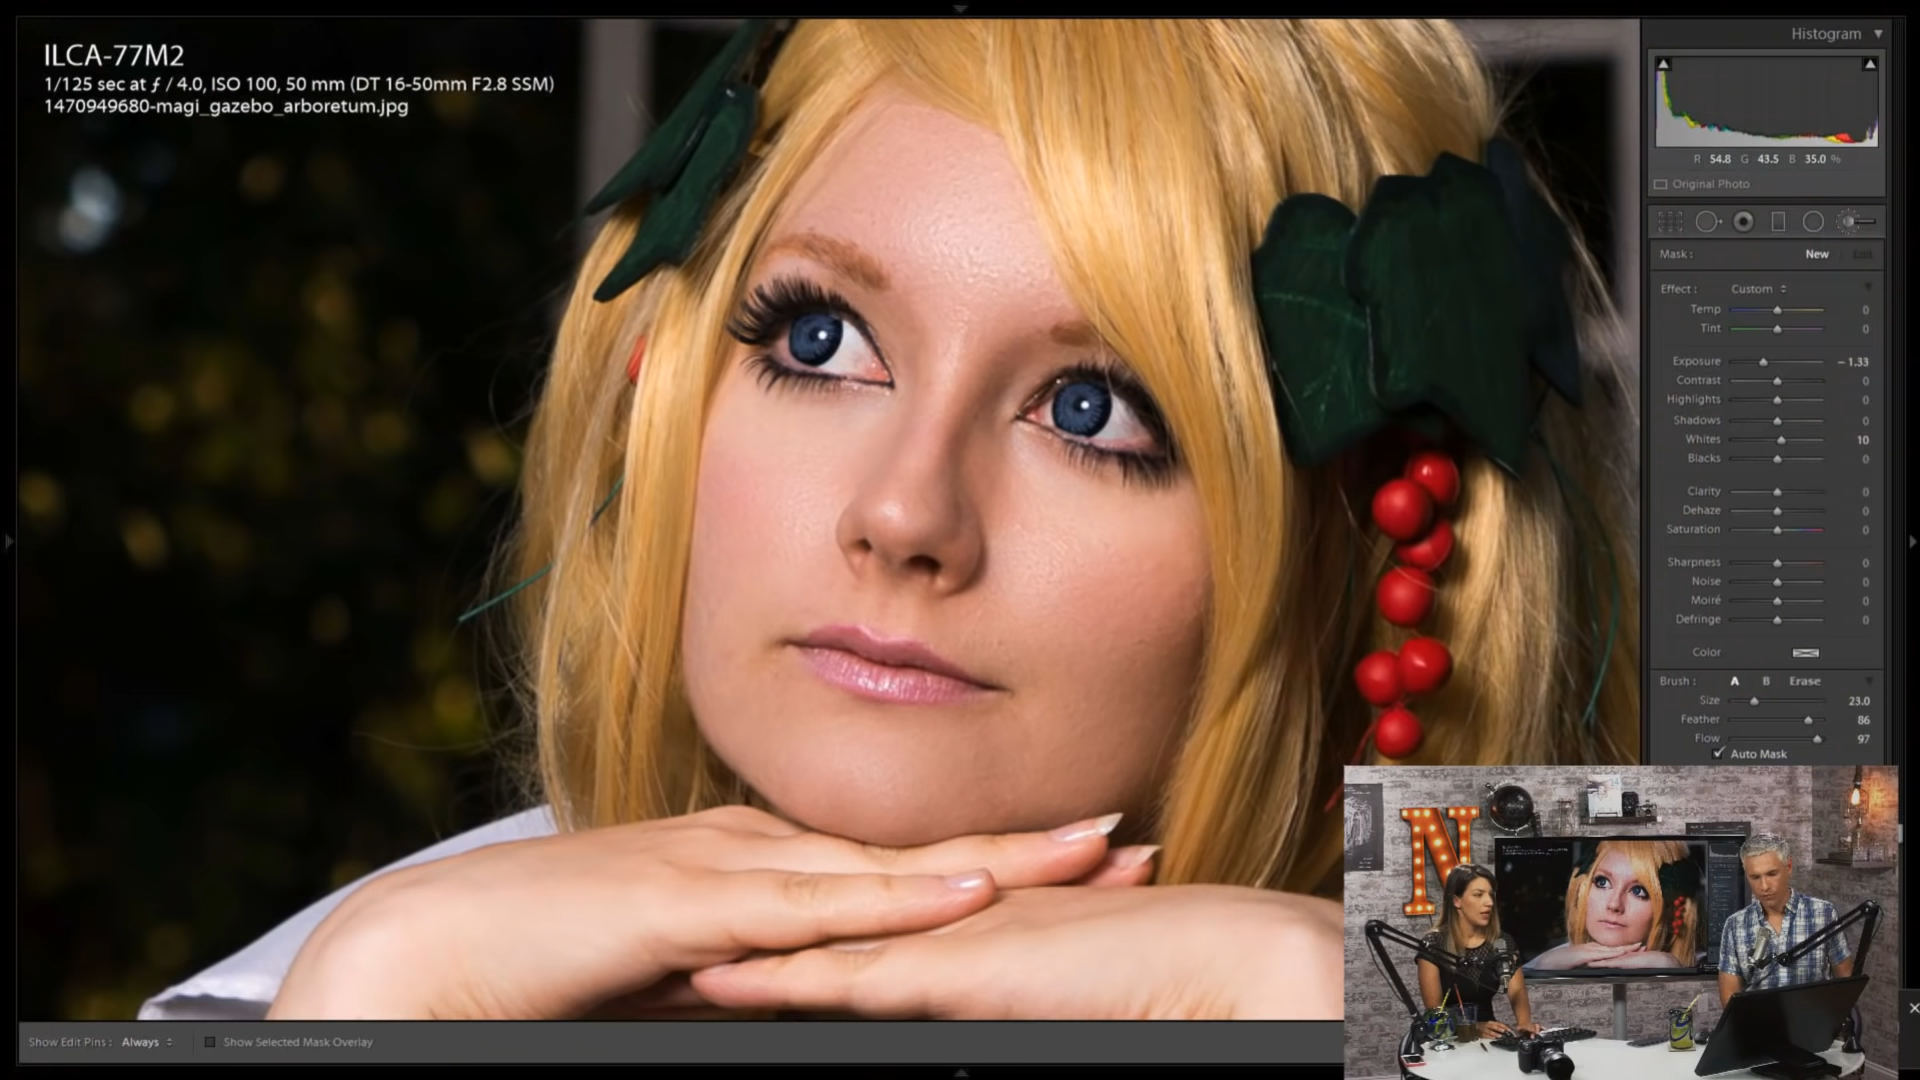 ILCA-77M2
1/125 sec at ƒ / 4.0, ISO 100, 50 mm (DT 16-50mm F2.8 SSM)
1470949680-magi_gazebo_arboretum.jpg
Histogram
R 54.8 G 43.5 B 35.0 %
Original Photo
Mask : New Edit
Effect : Custom
Temp 0
Tint 0
Exposure – 1.33
Contrast 0
Highlights 0
Shadows 0
Whites 10
Blacks 0
Clarity 0
Dehaze 0
Saturation 0
Sharpness 0
Noise 0
Moiré 0
Defringe 0
Color
Brush : A B Erase
Size 23.0
Feather 86
Flow 97
Auto Mask
N
Show Edit Pins : Always Show Selected Mask Overlay